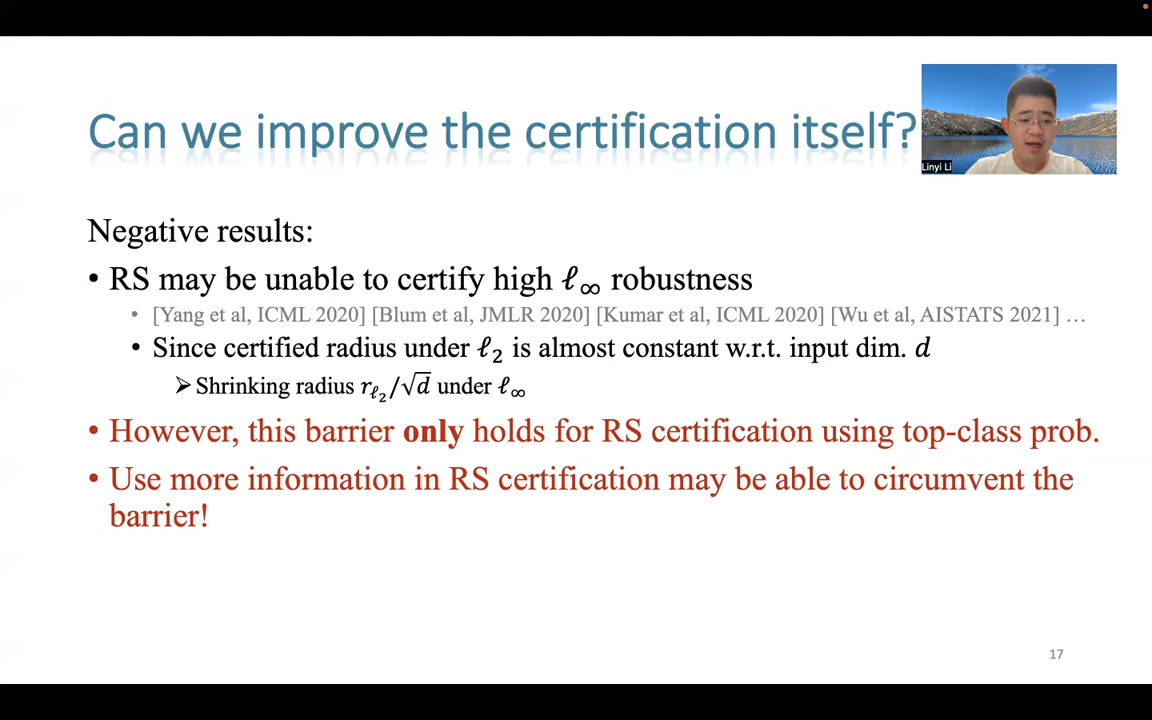 Can we improve the certification itself?
Linyi Li
Negative results:
• RS may be unable to certify high ℓ∞ robustness
• [Yang et al, ICML 2020] [Blum et al, JMLR 2020] [Kumar et al, ICML 2020] [Wu et al, AISTATS 2021] …
• Since certified radius under ℓ₂ is almost constant w.r.t. input dim. d
➢ Shrinking radius r_ℓ₂/√d under ℓ∞
• However, this barrier only holds for RS certification using top-class prob.
• Use more information in RS certification may be able to circumvent the
barrier!
17